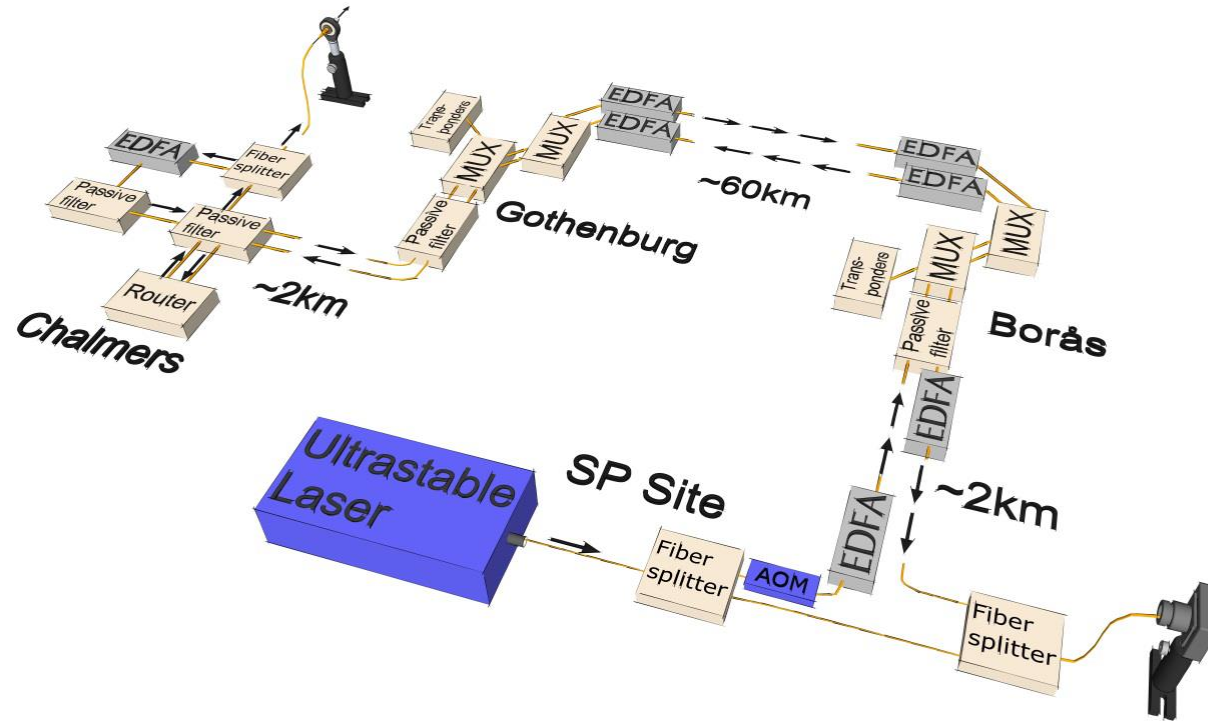 EDFA
Fiber
splitter
Passive
filter
Passive
filter
Router
Chalmers
~2km
Trans-
ponders
MUX
MUX
Passive
filter
Gothenburg
EDFA
EDFA
~60km
EDFA
EDFA
MUX
MUX
Trans-
ponders
Passive
filter
Borås
EDFA
EDFA
~2km
Ultrastable
Laser
SP Site
Fiber
splitter
AOM
Fiber
splitter